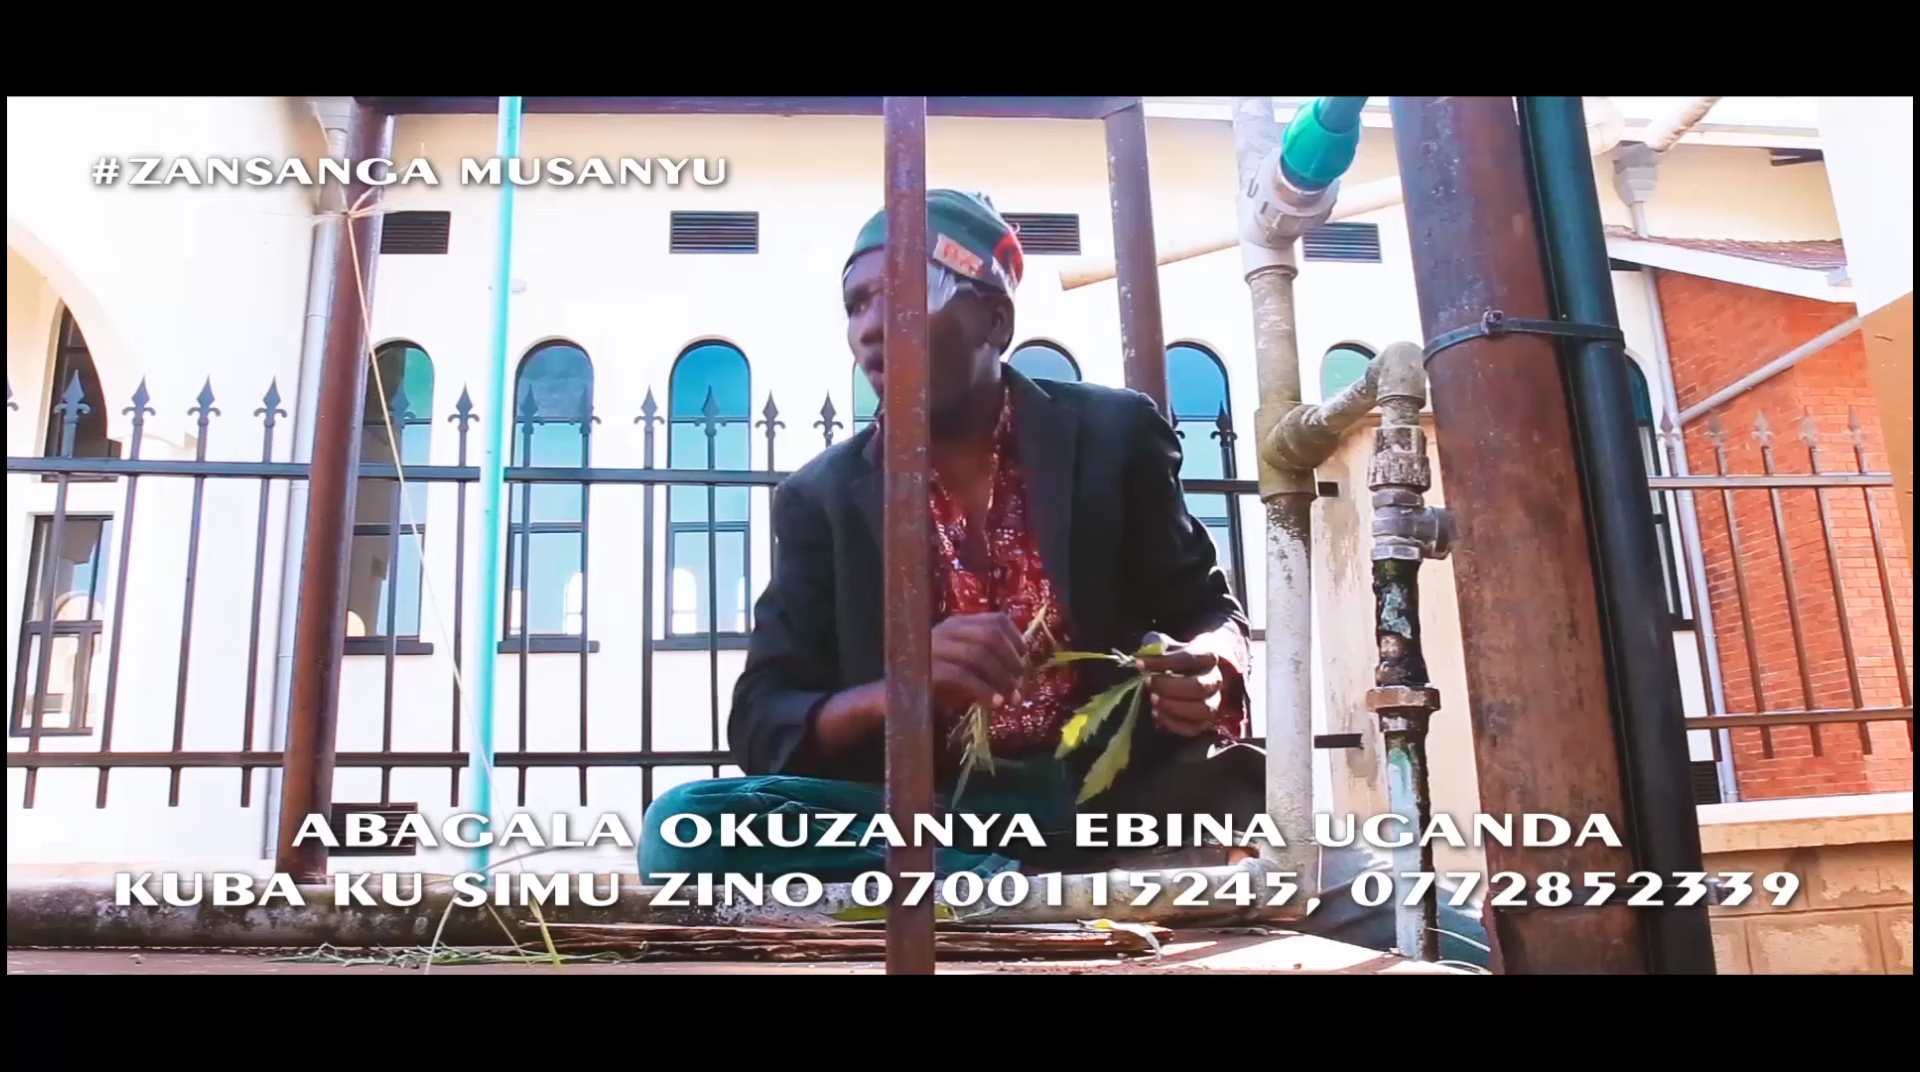 #ZANSANGA MUSANYU
ABAGALA OKUZANYA EBINA UGANDA
KUBA KU SIMU ZINO 0700115245, 0772852339